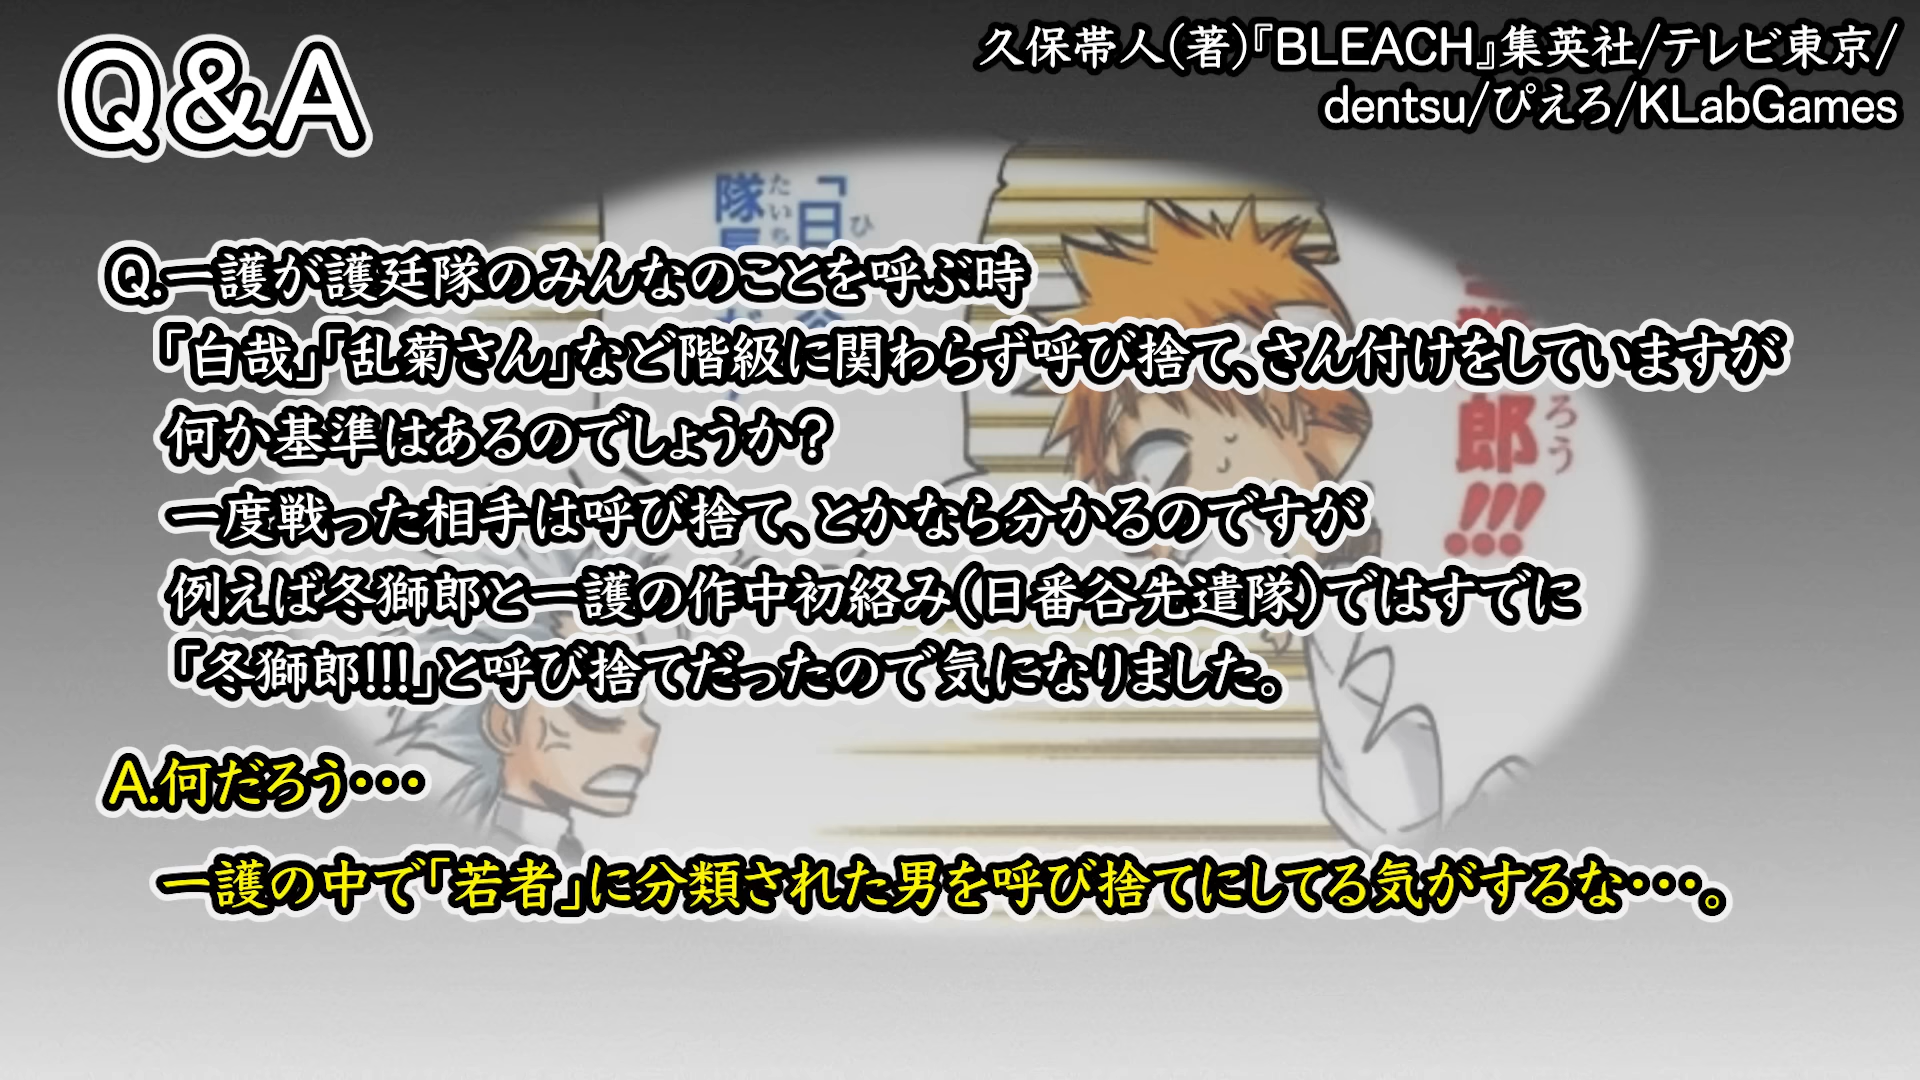 Q&A
久保帯人(著)『BLEACH』集英社/テレビ東京/
dentsu/ぴえろ/KLabGames
Q.一護が護廷隊のみんなのことを呼ぶ時
「白哉」「乱菊さん」など階級に関わらず呼び捨て、さん付けをしていますが
何か基準はあるのでしょうか?
一度戦った相手は呼び捨て、とかなら分かるのですが
例えば冬獅郎と一護の作中初絡み(日番谷先遣隊)ではすでに
「冬獅郎!!!」と呼び捨てだったので気になりました。
A.何だろう・・・
一護の中で「若者」に分類された男を呼び捨てにしてる気がするな・・・。
「日
ひ
隊
たいち
郎!!!
ろう